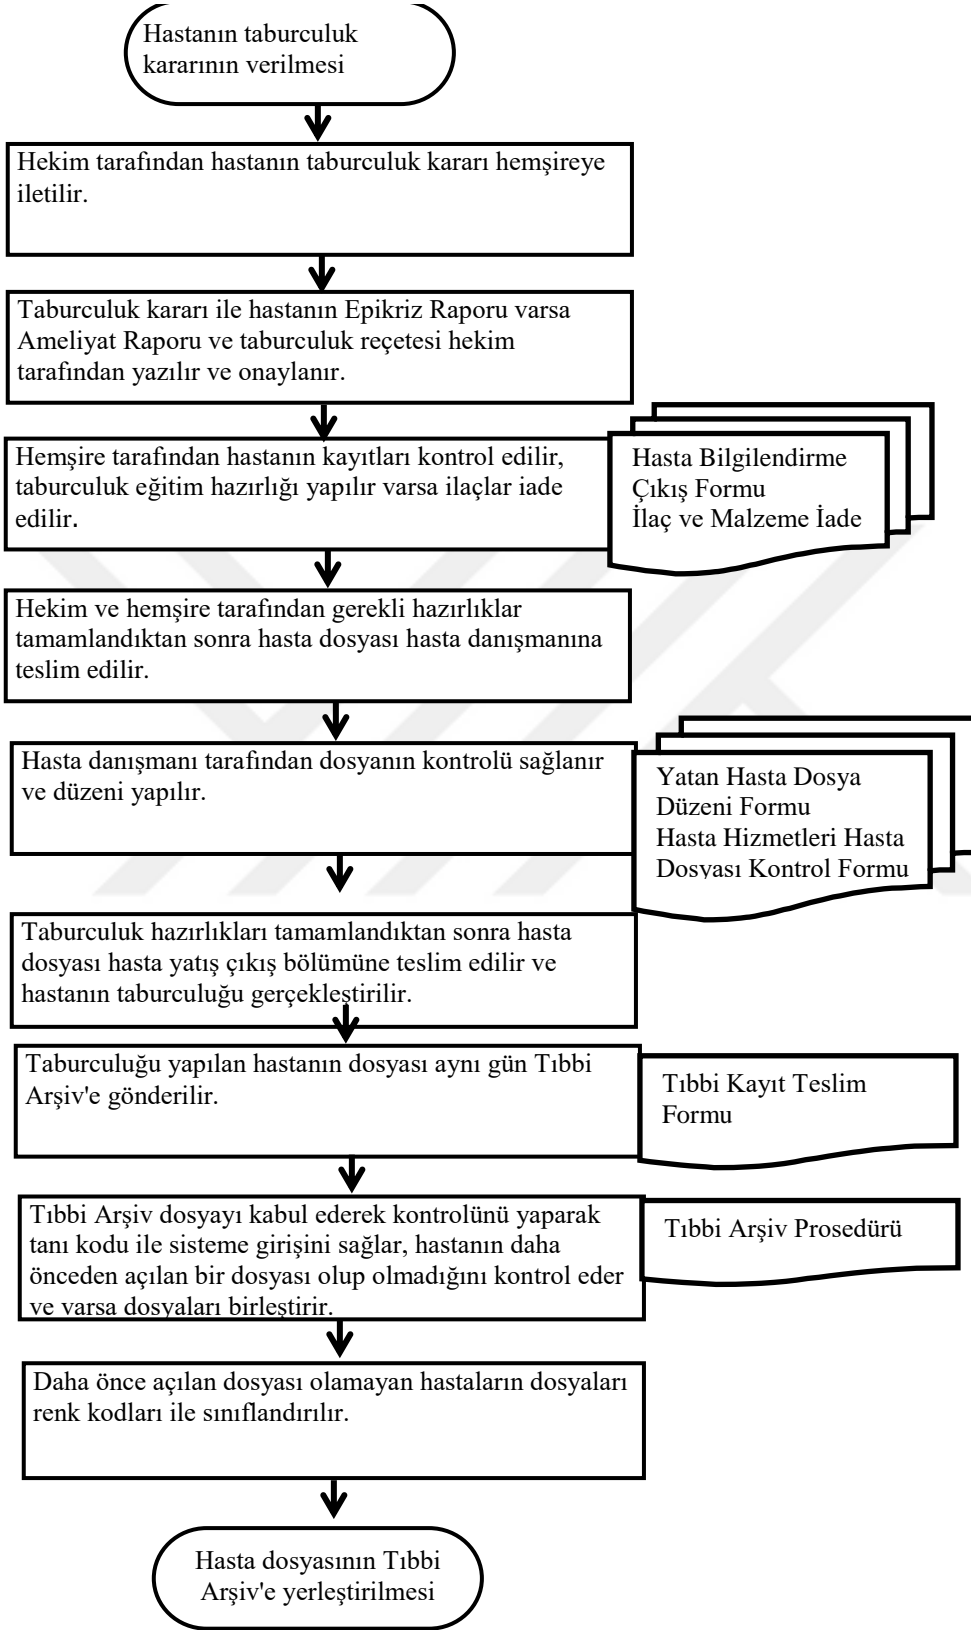 Hastanın taburculuk
kararının verilmesi
Hekim tarafından hastanın taburculuk kararı hemşireye
iletilir.
Taburculuk kararı ile hastanın Epikriz Raporu varsa
Ameliyat Raporu ve taburculuk reçetesi hekim
tarafından yazılır ve onaylanır.
Hemşire tarafından hastanın kayıtları kontrol edilir,
taburculuk eğitim hazırlığı yapılır varsa ilaçlar iade
edilir.
Hasta Bilgilendirme
Çıkış Formu
İlaç ve Malzeme İade
Hekim ve hemşire tarafından gerekli hazırlıklar
tamamlandıktan sonra hasta dosyası hasta danışmanına
teslim edilir.
Hasta danışmanı tarafından dosyanın kontrolü sağlanır
ve düzeni yapılır.
Yatan Hasta Dosya
Düzeni Formu
Hasta Hizmetleri Hasta
Dosyası Kontrol Formu
Taburculuk hazırlıkları tamamlandıktan sonra hasta
dosyası hasta yatış çıkış bölümüne teslim edilir ve
hastanın taburculuğu gerçekleştirilir.
Taburculuğu yapılan hastanın dosyası aynı gün Tıbbi
Arşiv'e gönderilir.
Tıbbi Kayıt Teslim
Formu
Tıbbi Arşiv dosyayı kabul ederek kontrolünü yaparak
tanı kodu ile sisteme girişini sağlar, hastanın daha
önceden açılan bir dosyası olup olmadığını kontrol eder
ve varsa dosyaları birleştirir.
Tıbbi Arşiv Prosedürü
Daha önce açılan dosyası olamayan hastaların dosyaları
renk kodları ile sınıflandırılır.
Hasta dosyasının Tıbbi
Arşiv'e yerleştirilmesi